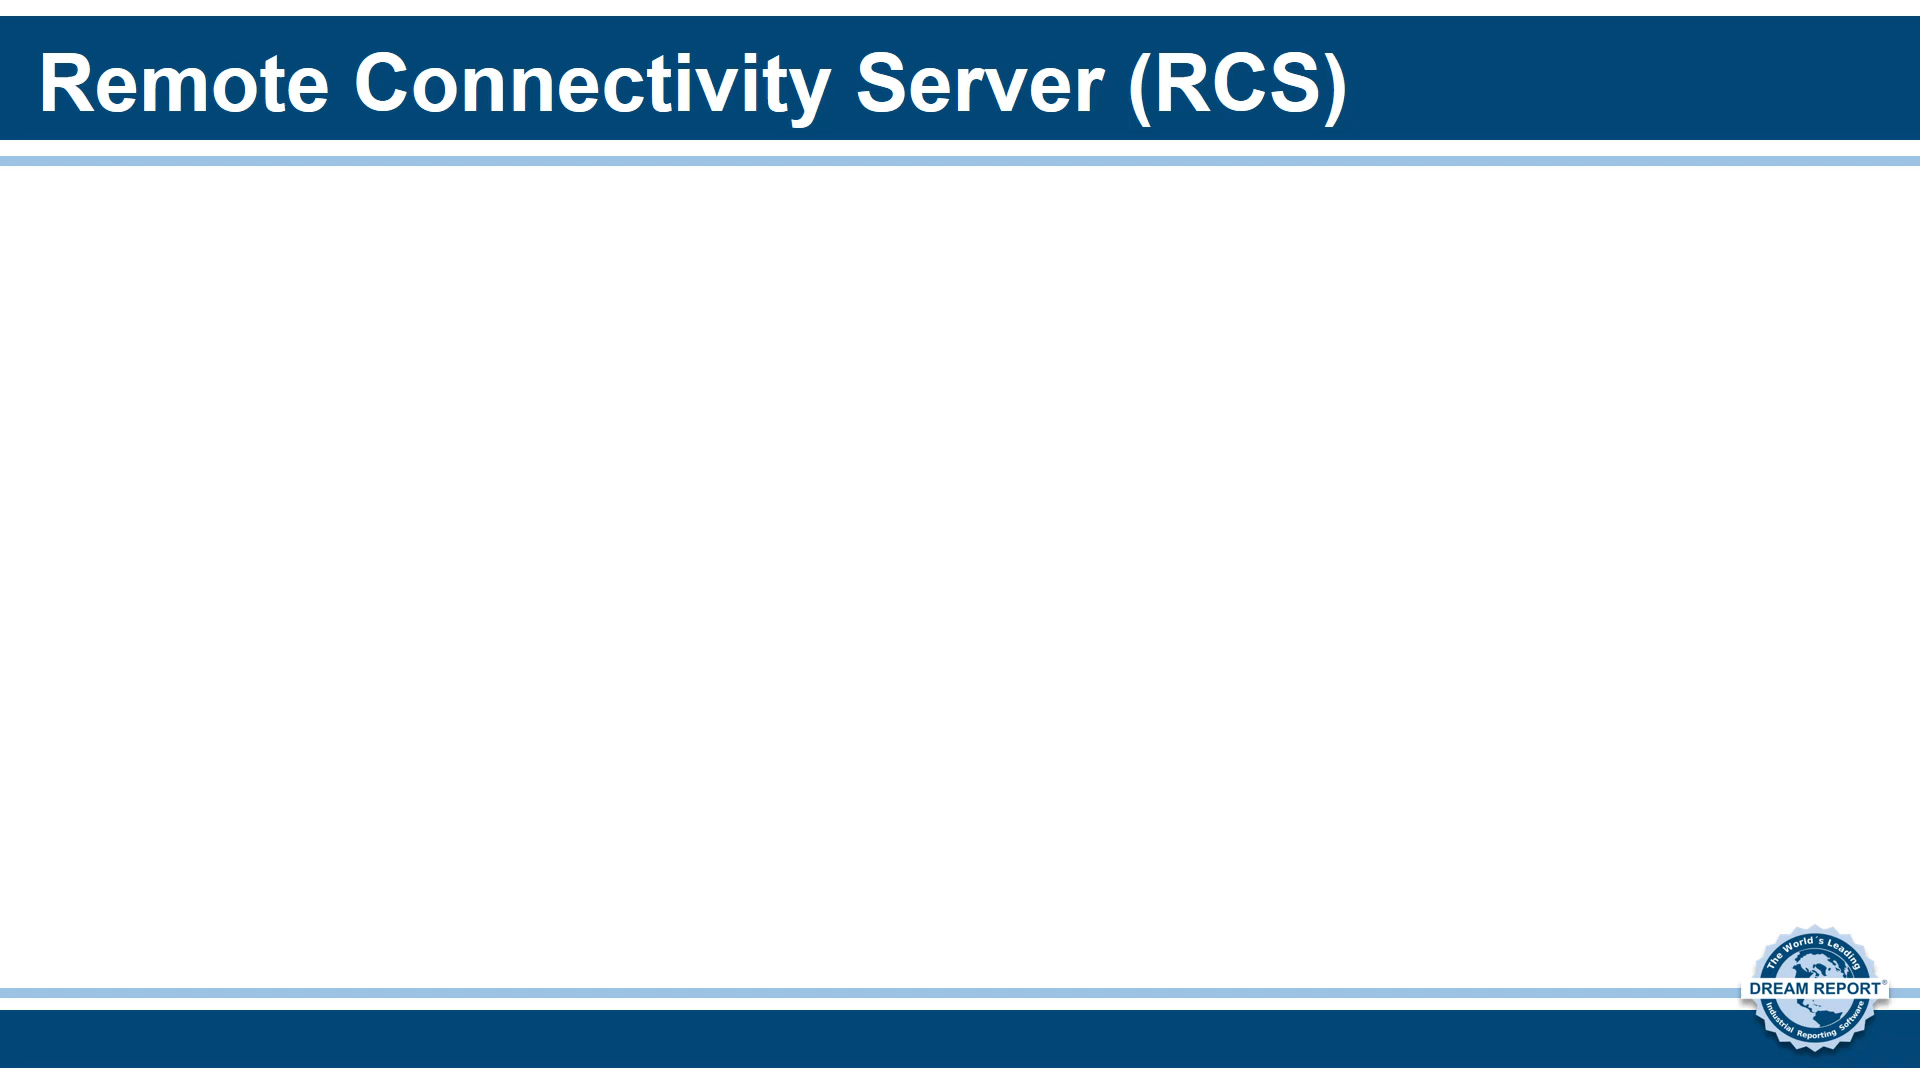 Remote Connectivity Server (RCS)
The World's Leading
DREAM REPORT®
Industrial Reporting Software